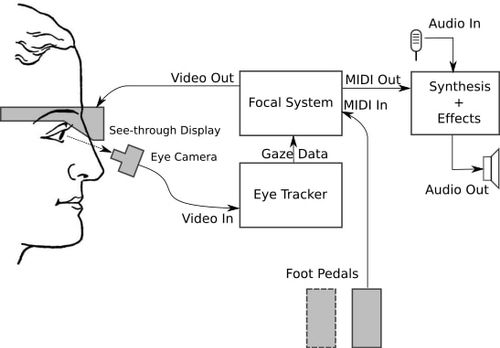 Audio In
Video Out
Focal System
MIDI Out
MIDI In
Synthesis
+
Effects
See-through Display
Eye Camera
Gaze Data
Audio Out
Eye Tracker
Video In
Foot Pedals